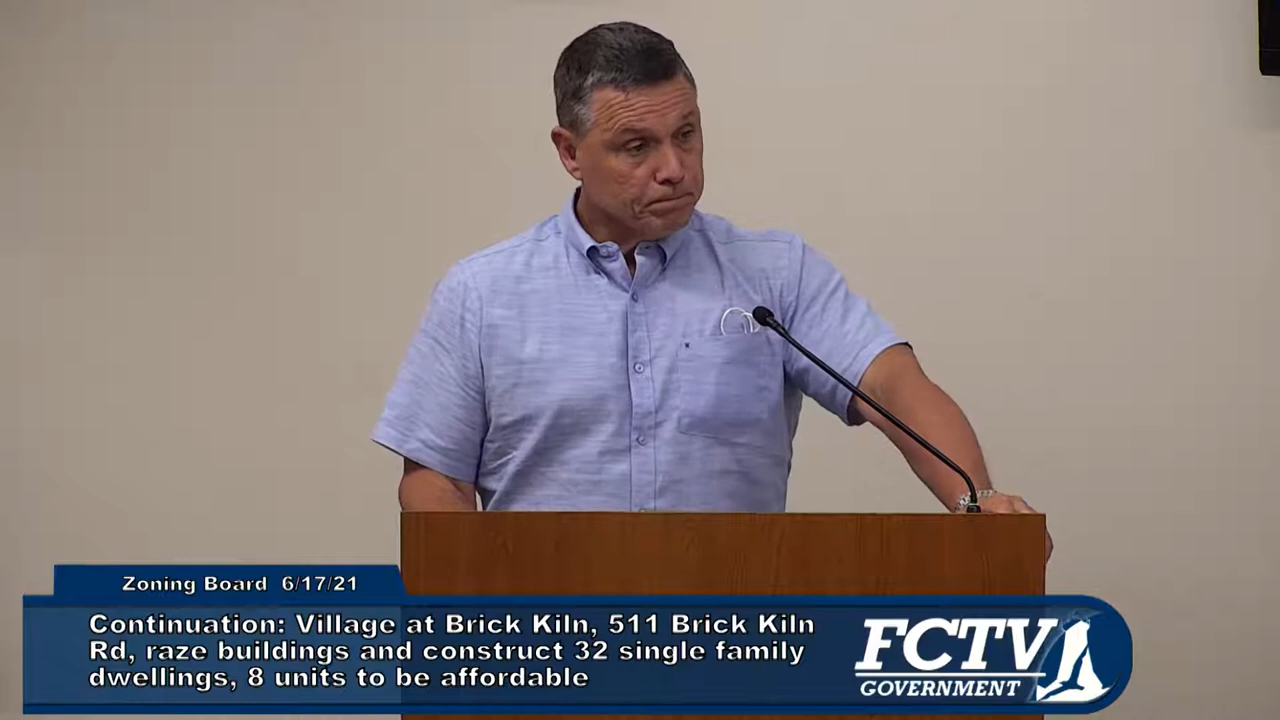 Zoning Board 6/17/21
Continuation: Village at Brick Kiln, 511 Brick Kiln
Rd, raze buildings and construct 32 single family
dwellings, 8 units to be affordable
FCTV
GOVERNMENT